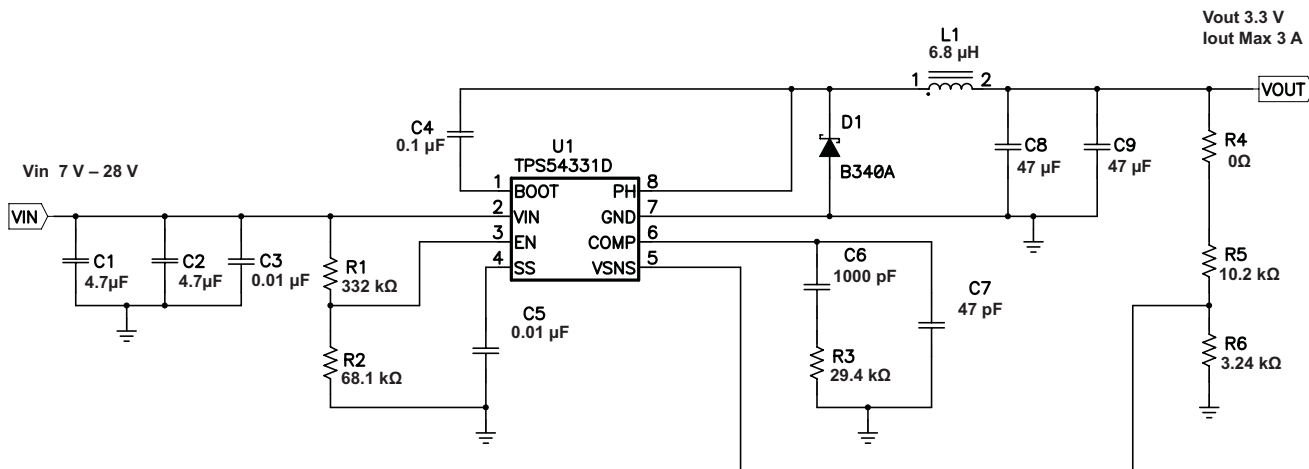 Vout 3.3 V
Iout Max 3 A
L1
6.8 µH
1
2
VOUT
C4
0.1 µF
D1
B340A
C8
47 µF
C9
47 µF
R4
0Ω
U1
TPS54331D
Vin 7 V – 28 V
VIN
1
BOOT
PH
8
2
VIN
GND
7
3
EN
COMP
6
4
SS
VSNS
5
C1
4.7µF
C2
4.7µF
C3
0.01 µF
R1
332 kΩ
C6
1000 pF
C7
47 pF
R5
10.2 kΩ
C5
0.01 µF
R2
68.1 kΩ
R3
29.4 kΩ
R6
3.24 kΩ